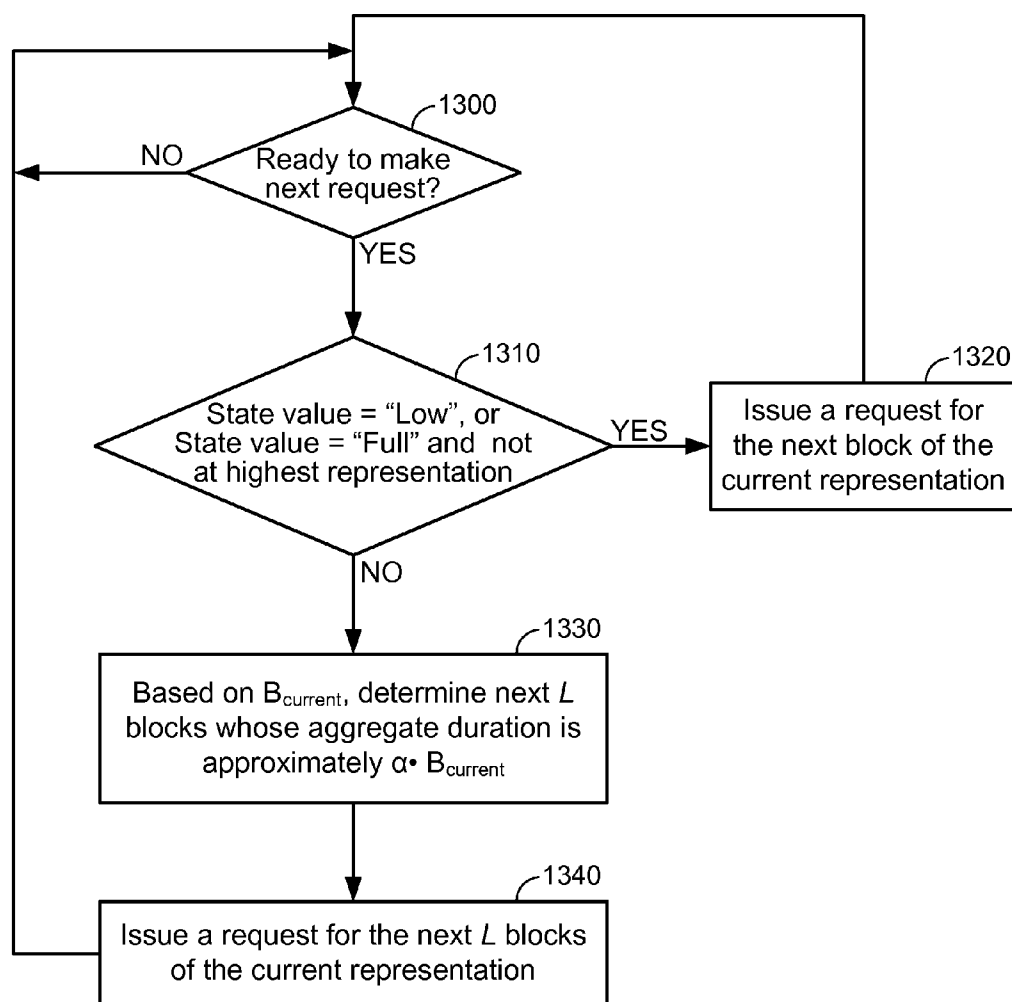 1300
NO
Ready to make
next request?
YES
1310
State value = “Low”, or
State value = “Full” and not
at highest representation
YES
1320
Issue a request for
the next block of the
current representation
NO
1330
Based on Bcurrent, determine next L
blocks whose aggregate duration is
approximately α• Bcurrent
1340
Issue a request for the next L blocks
of the current representation